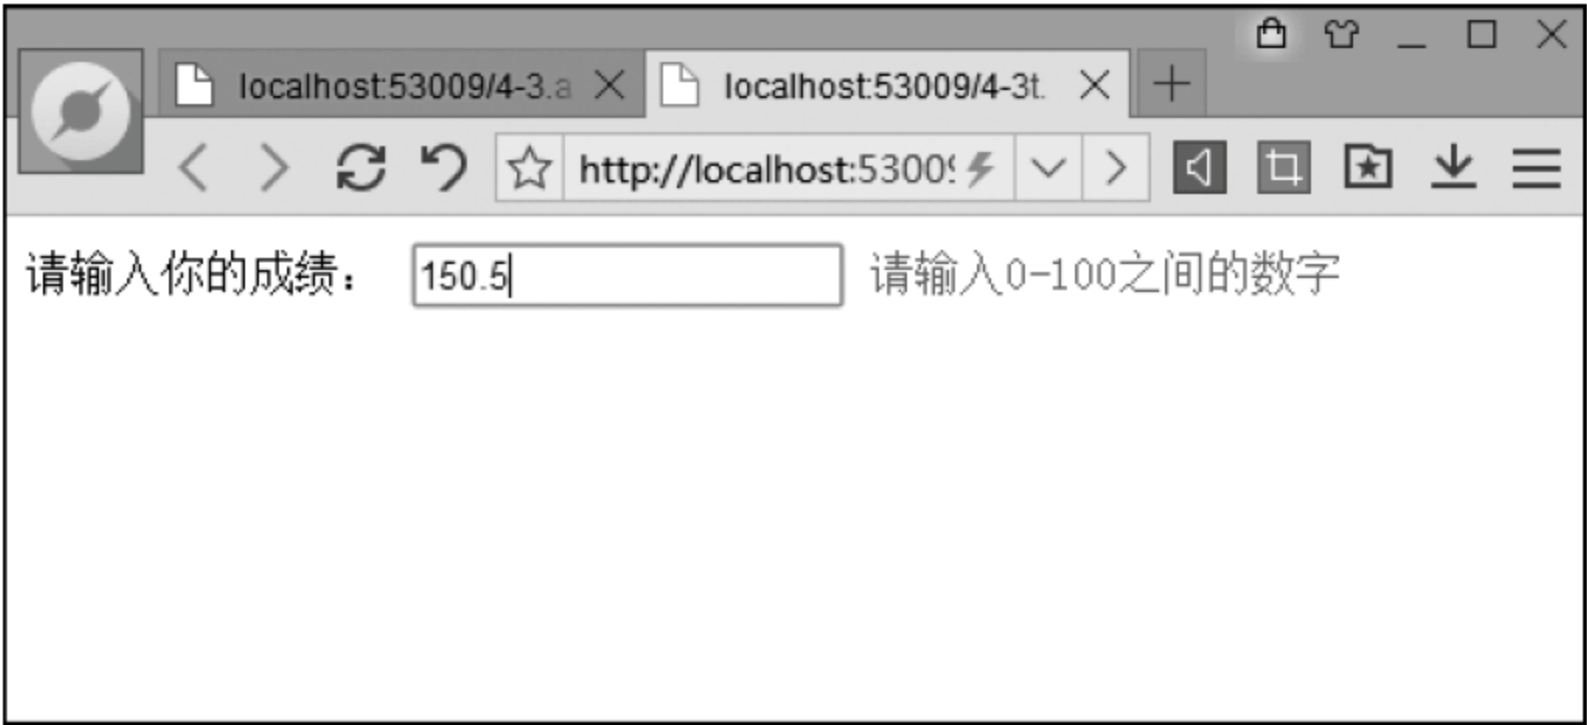 localhost:53009/4-3.a
localhost:53009/4-3t.
http://localhost:53009
请输入你的成绩： 150.5 请输入0-100之间的数字